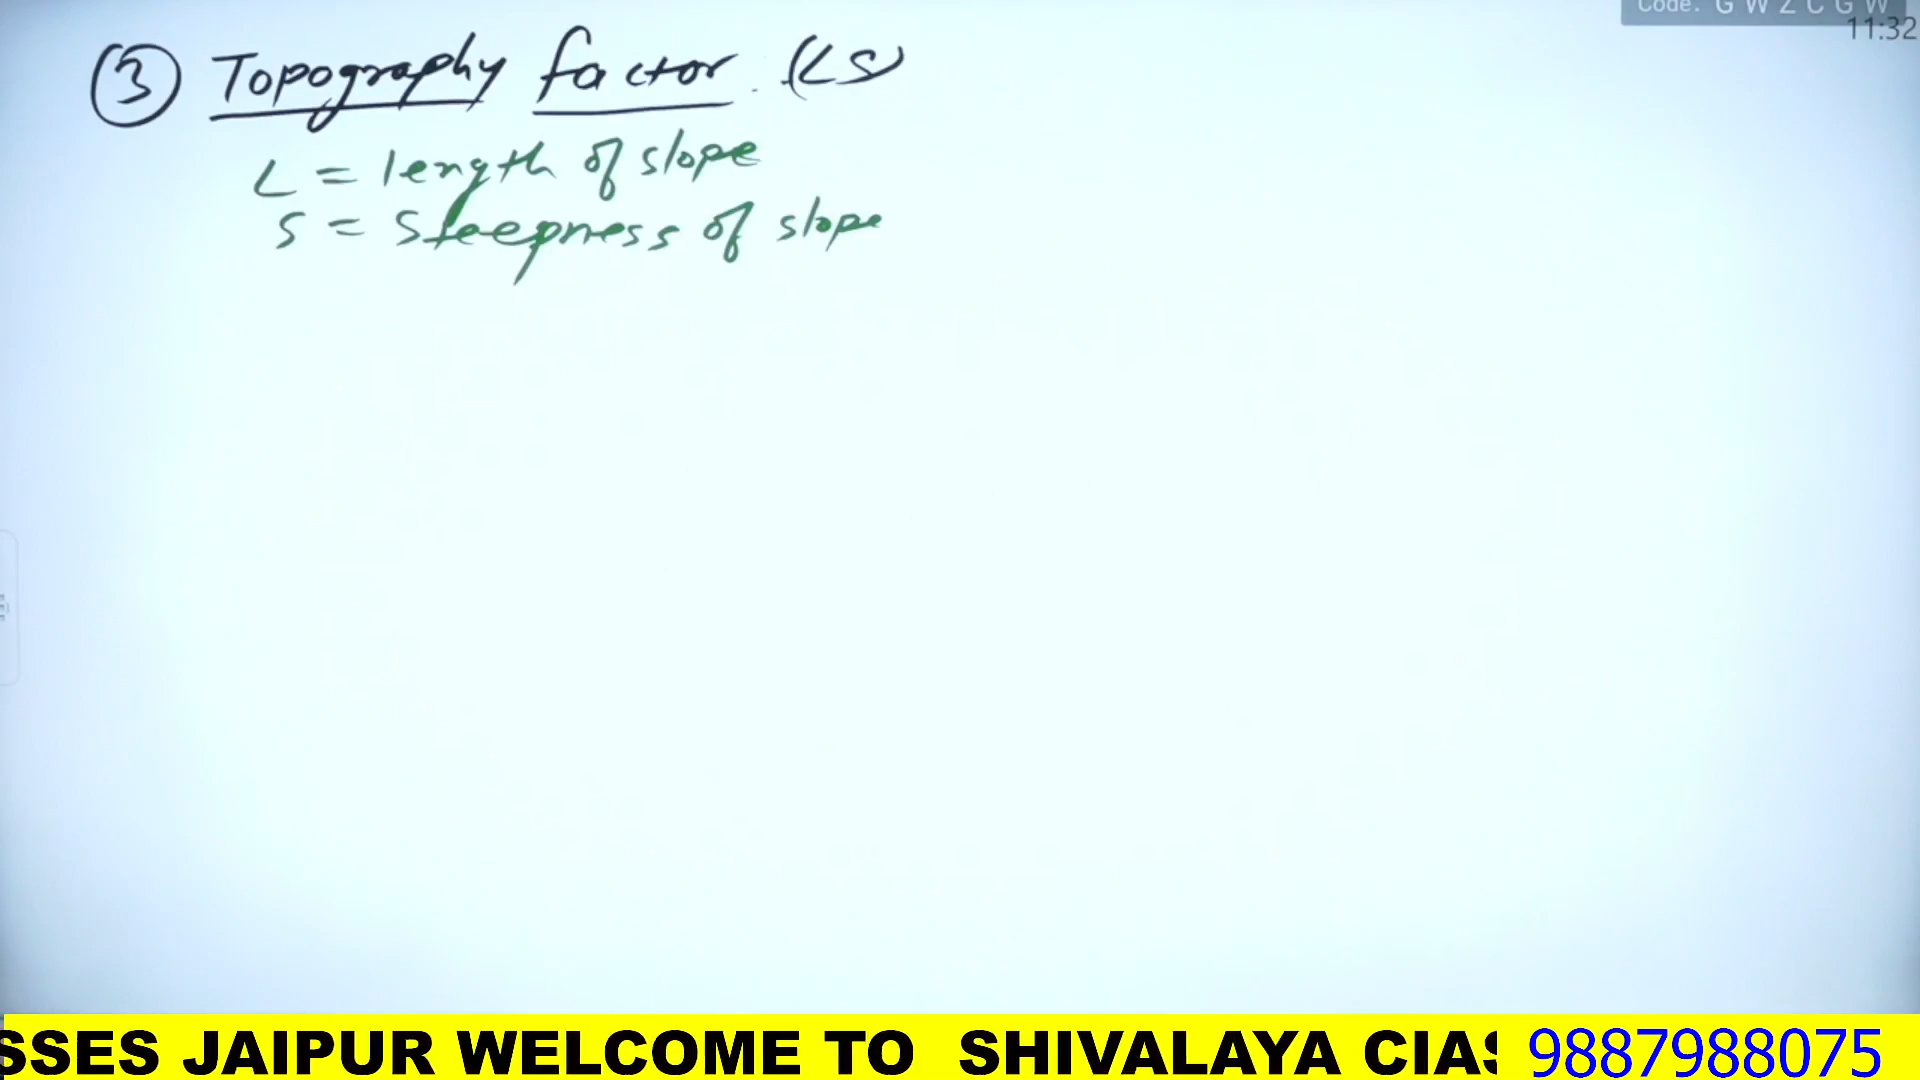 Code: G W Z C G W
11:32
③ Topography factor (LS)
L = length of slope
S = Steepness of slope
SSES JAIPUR WELCOME TO SHIVALAYA CIAS
9887988075